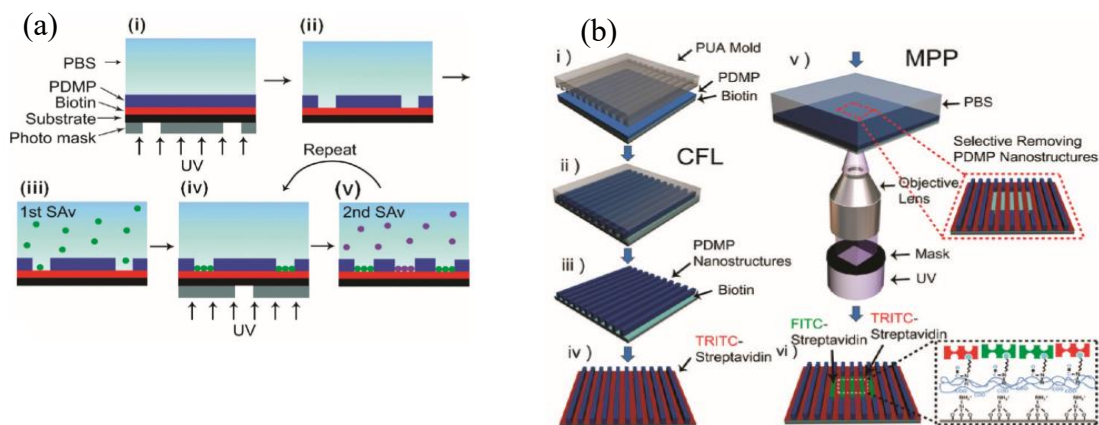 (a)
(i)
(ii)
PBS
PDMP
Biotin
Substrate
Photo mask
UV
Repeat
(iii)
(iv)
(v)
1st SAv
2nd SAv
UV
(b)
i )
PUA Mold
PDMP
Biotin
ii )
CFL
iii )
PDMP
Nanostructures
Biotin
iv )
TRITC-
Streptavidin
v )
MPP
PBS
Selective Removing
PDMP Nanostructures
Objective
Lens
Mask
UV
FITC-
Streptavidin
TRITC-
Streptavidin
vi )